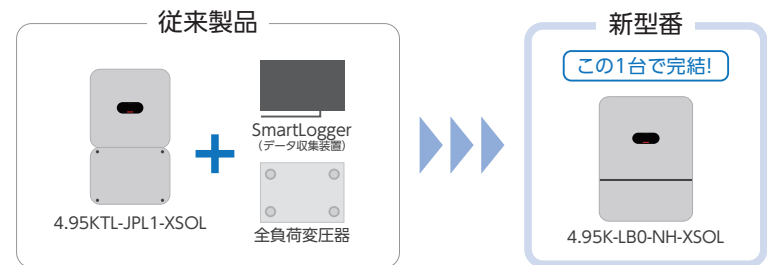 従来製品
4.95KTL-JPL1-XSOL
+
SmartLogger
(データ収集装置)
全負荷変圧器
新型番
この1台で完結!
4.95K-LB0-NH-XSOL